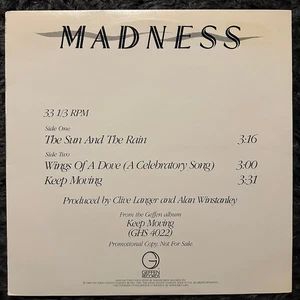 MADNESS
33 1/3 RPM
Side One
The Sun And The Rain 3:16
Side Two
Wings Of A Dove (A Celebratory Song) 3:00
Keep Moving 3:31
Produced by Clive Langer and Alan Winstanley
From the Geffen album
Keep Moving
(GHS 4022)
Promotional Copy. Not For Sale.
GEFFEN
RECORDS